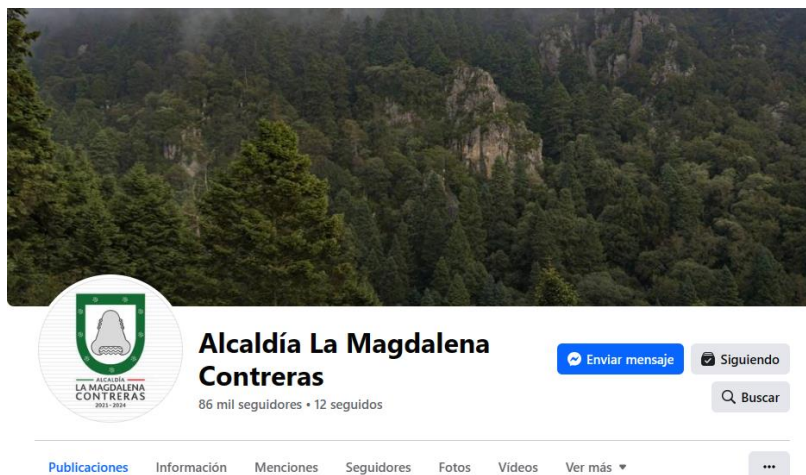 ALCALDÍA
LA MAGDALENA
CONTRERAS
2021 - 2024
Alcaldía La Magdalena
Contreras
86 mil seguidores • 12 seguidos
Enviar mensaje
Siguiendo
Buscar
Publicaciones Información Menciones Seguidores Fotos Vídeos Ver más